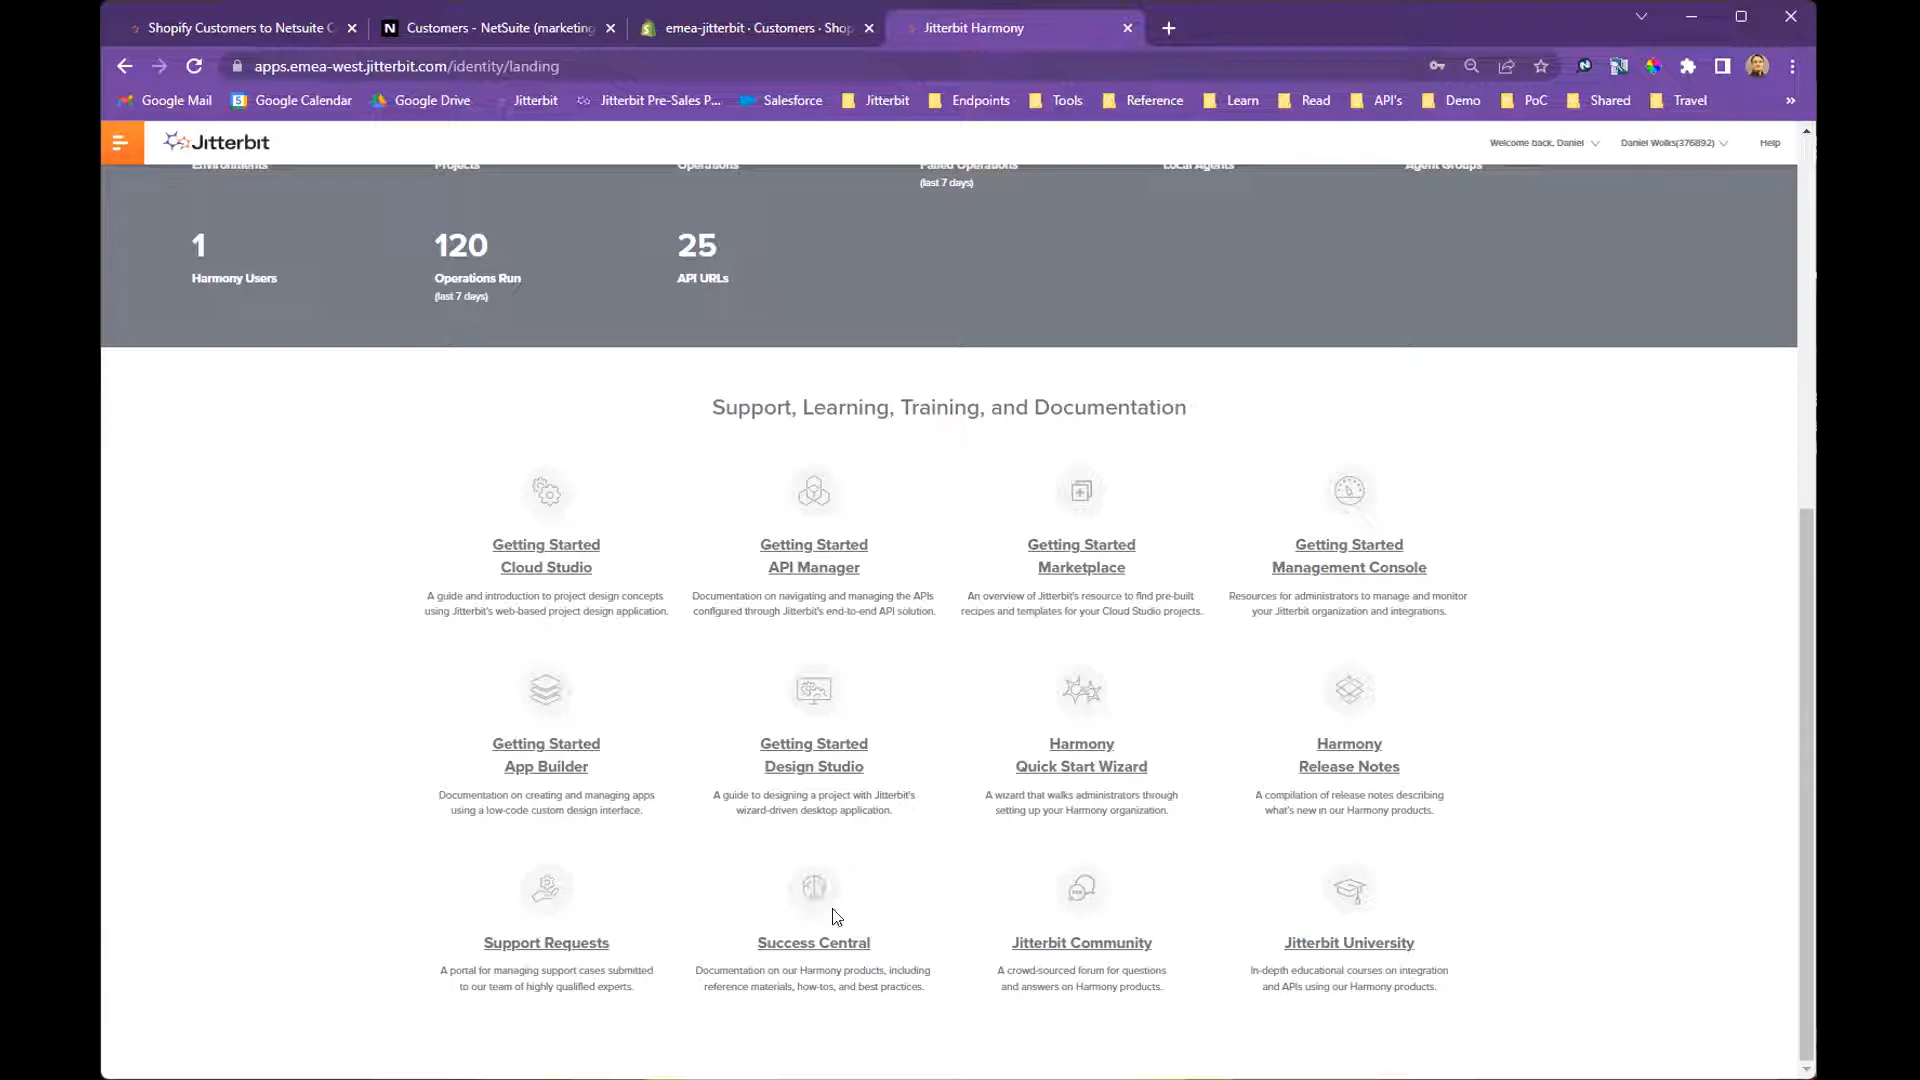 Shopify Customers to Netsuite C
Customers - NetSuite (marketing
emea-jitterbit · Customers · Shop
Jitterbit Harmony
apps.emea-west.jitterbit.com/identity/landing
Google Mail
Google Calendar
Google Drive
Jitterbit
Jitterbit Pre-Sales P...
Salesforce
Jitterbit
Endpoints
Tools
Reference
Learn
Read
API's
Demo
PoC
Shared
Travel
Jitterbit
Welcome back, Daniel
Daniel Wolks(376892)
Help
Environments
Projects
Operations
Failed Operations
(last 7 days)
Local Agents
Agent Groups
1
Harmony Users
120
Operations Run
(last 7 days)
25
API URLs
Support, Learning, Training, and Documentation
Getting Started
Cloud Studio
A guide and introduction to project design concepts
using Jitterbit's web-based project design application.
Getting Started
API Manager
Documentation on navigating and managing the APIs
configured through Jitterbit's end-to-end API solution.
Getting Started
Marketplace
An overview of Jitterbit's resource to find pre-built
recipes and templates for your Cloud Studio projects.
Getting Started
Management Console
Resources for administrators to manage and monitor
your Jitterbit organization and integrations.
Getting Started
App Builder
Documentation on creating and managing apps
using a low-code custom design interface.
Getting Started
Design Studio
A guide to designing a project with Jitterbit's
wizard-driven desktop application.
Harmony
Quick Start Wizard
A wizard that walks administrators through
setting up your Harmony organization.
Harmony
Release Notes
A compilation of release notes describing
what's new in our Harmony products.
Support Requests
A portal for managing support cases submitted
to our team of highly qualified experts.
Success Central
Documentation on our Harmony products, including
reference materials, how-tos, and best practices.
Jitterbit Community
A crowd-sourced forum for questions
and answers on Harmony products.
Jitterbit University
In-depth educational courses on integration
and APIs using our Harmony products.